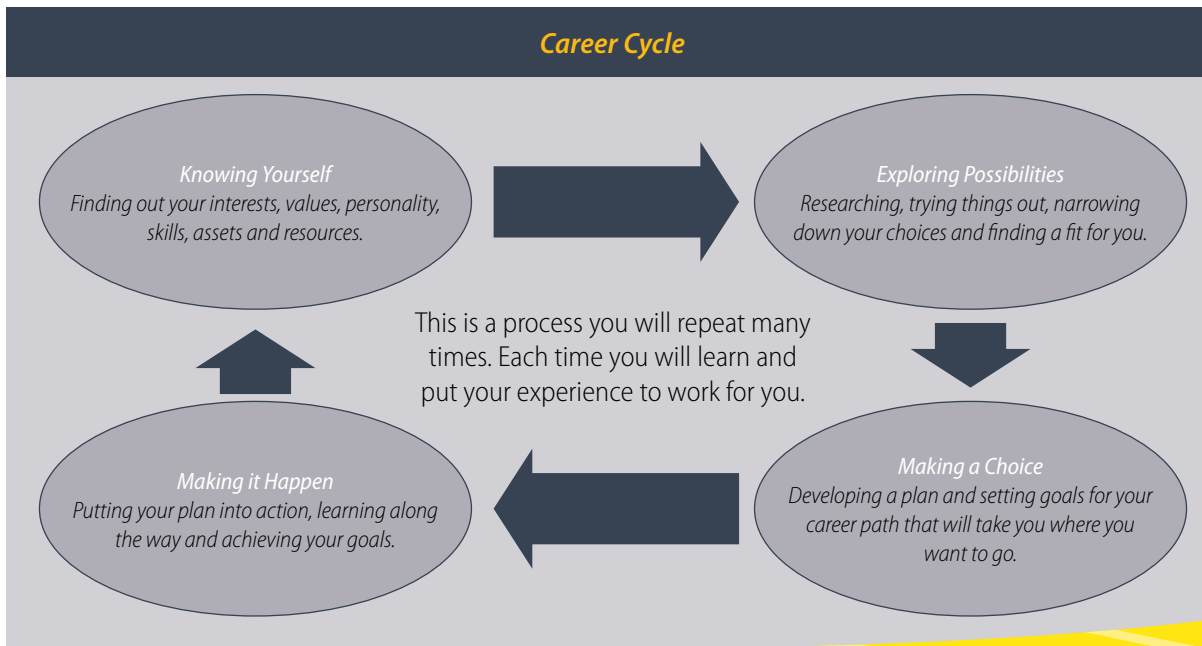 Career Cycle
Knowing Yourself
Finding out your interests, values, personality,
skills, assets and resources.
Exploring Possibilities
Researching, trying things out, narrowing
down your choices and finding a fit for you.
This is a process you will repeat many
times. Each time you will learn and
put your experience to work for you.
Making a Choice
Developing a plan and setting goals for your
career path that will take you where you
want to go.
Making it Happen
Putting your plan into action, learning along
the way and achieving your goals.